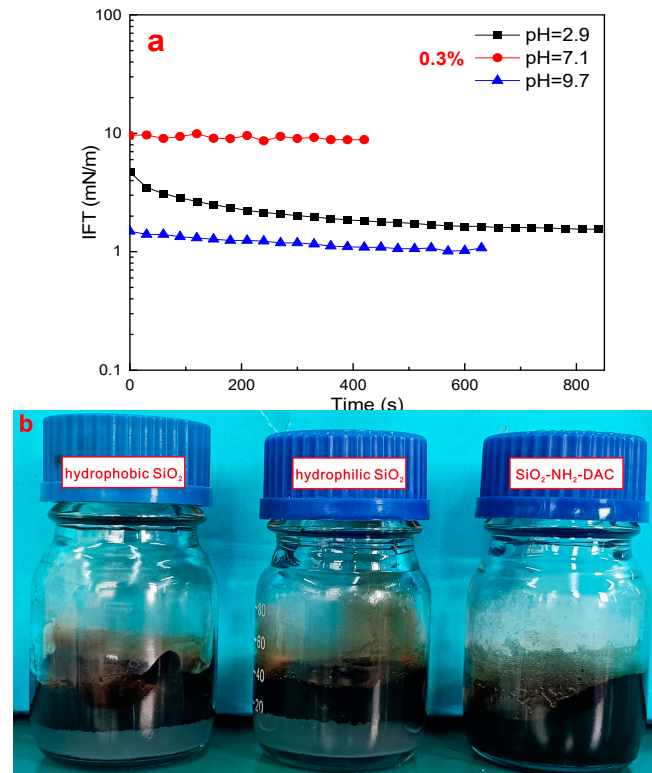 a
0.3%
pH=2.9
pH=7.1
pH=9.7
IFT (mN/m)
100
10
1
0.1
0
200
400
600
800
Time (s)
b
hydrophobic SiO₂
hydrophilic SiO₂
SiO₂-NH₂-DAC
80
60
40
20